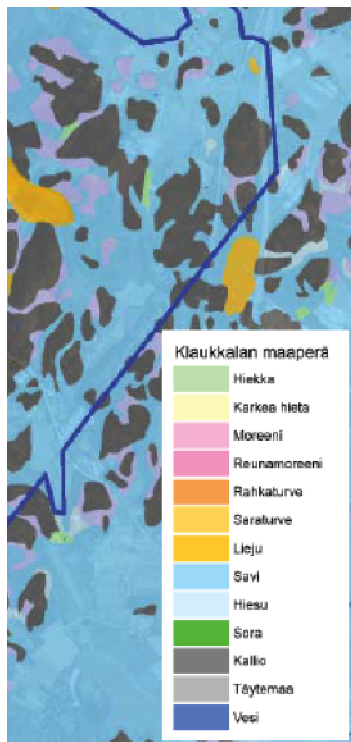 Klaukkalan maaperä
Hiekka
Karkea hieta
Moreeni
Reunamoreeni
Rahkaturve
Saraturve
Lieju
Savi
Hiesu
Sora
Kallio
Täytemaa
Vesi